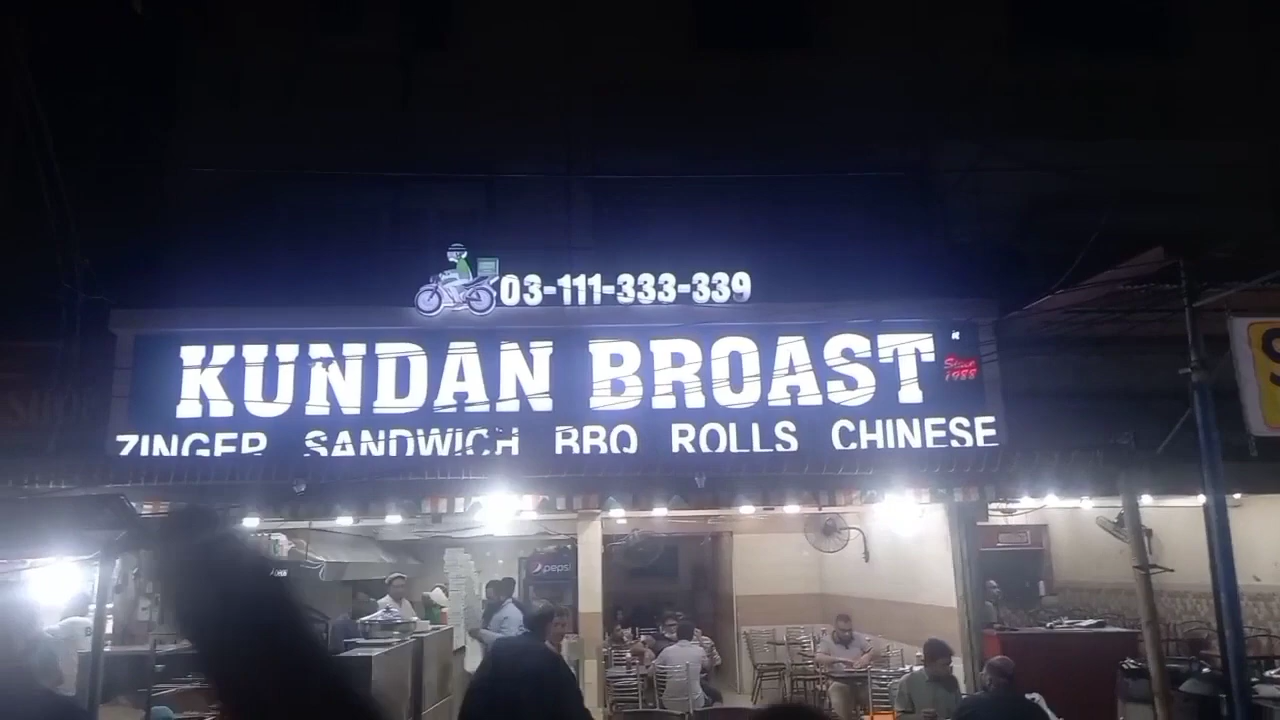 03-111-333-339
KUNDAN BROAST
Since
1988
ZINGER SANDWICH BBQ ROLLS CHINESE
pepsi